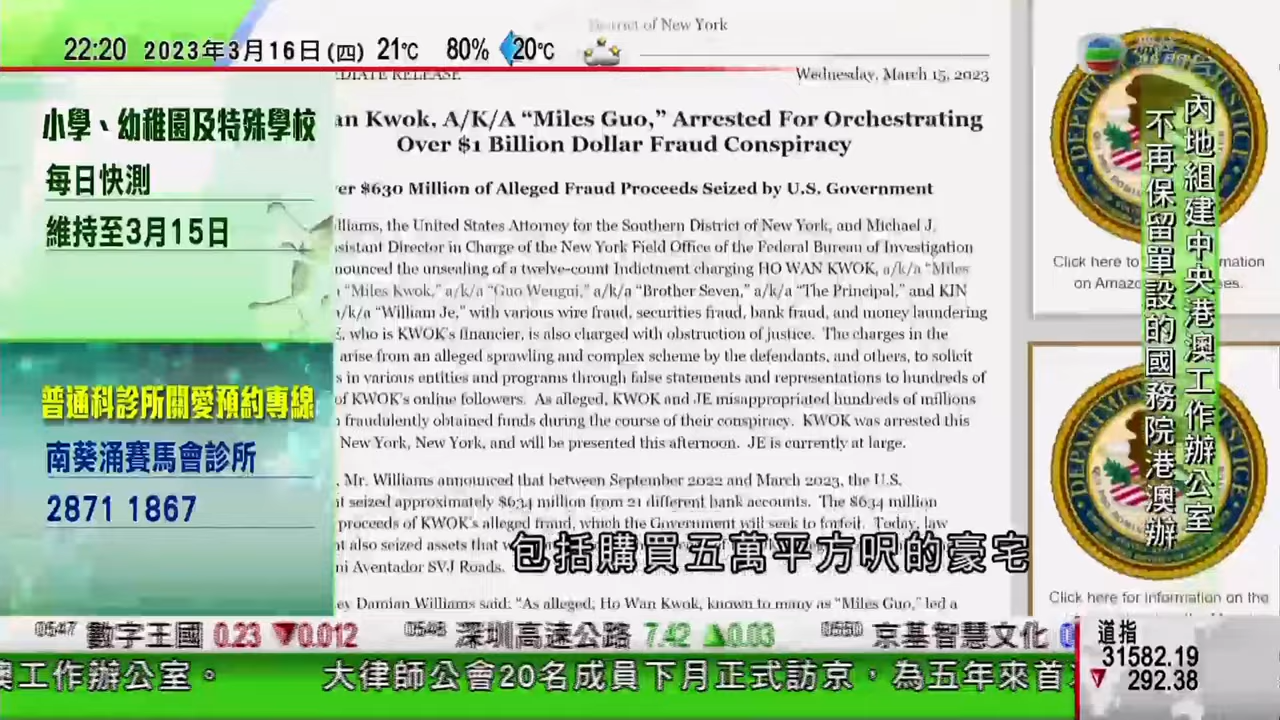 District of New York
22:20 2023年3月16日(四) 21℃ 80% 20℃
DIATE RELEASE Wednesday, March 15, 2023
an Kwok, A/K/A “Miles Guo,” Arrested For Orchestrating
Over $1 Billion Dollar Fraud Conspiracy
er $630 Million of Alleged Fraud Proceeds Seized by U.S. Government
lliams, the United States Attorney for the Southern District of New York, and Michael J.
sistant Director in Charge of the New York Field Office of the Federal Bureau of Investigation
nounced the unsealing of a twelve-count Indictment charging HO WAN KWOK, a/k/a “Miles
“Miles Kwok,” a/k/a “Guo Wengui,” a/k/a “Brother Seven,” a/k/a “The Principal,” and KIN
a/k/a “William Je,” with various wire fraud, securities fraud, bank fraud, and money laundering
, who is KWOK’s financier, is also charged with obstruction of justice. The charges in the
arise from an alleged sprawling and complex scheme by the defendants, and others, to solicit
s in various entities and programs through false statements and representations to hundreds of
of KWOK’s online followers. As alleged, KWOK and JE misappropriated hundreds of millions
fraudulently obtained funds during the course of their conspiracy. KWOK was arrested this
New York, New York, and will be presented this afternoon. JE is currently at large.
, Mr. Williams announced that between September 2022 and March 2023, the U.S.
t seized approximately $634 million from 21 different bank accounts. The $634 million
proceeds of KWOK’s alleged fraud, which the Government will seek to forfeit. Today, law
t also seized assets that w
ni Aventador SVJ Roads.
ey Damian Williams said: “As alleged, Ho Wan Kwok, known to many as “Miles Guo,” led a
包括購買五萬平方呎的豪宅
小學、幼稚園及特殊學校
每日快測
維持至3月15日
普通科診所關愛預約專線
南葵涌賽馬會診所
2871 1867
內地組建中央港澳工作辦公室
不再保留單設的國務院港澳辦
Click here to mation
on Amazo es.
Click here for information on the
0547 數字王國 0.23 ▼0.012 0548 深圳高速公路 7.42 ▲0.03 0550 京基智慧文化
道指
31582.19
▼ 292.38
澳工作辦公室。 大律師公會20名成員下月正式訪京，為五年來首